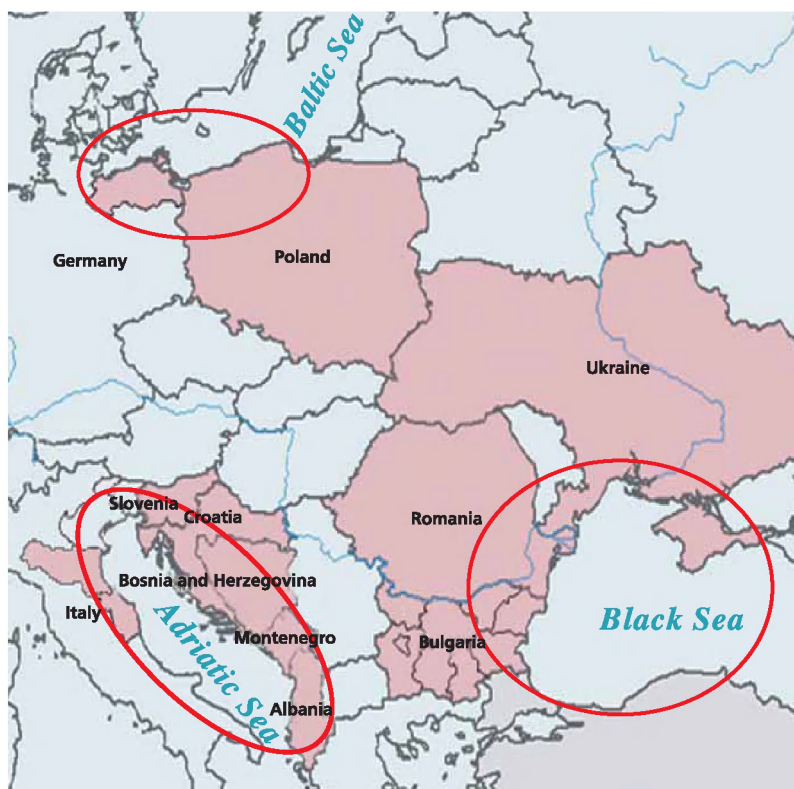 Baltic Sea
Germany
Poland
Ukraine
Slovenia
Croatia
Romania
Bosnia and Herzegovina
Italy
Adriatic Sea
Montenegro
Bulgaria
Black Sea
Albania